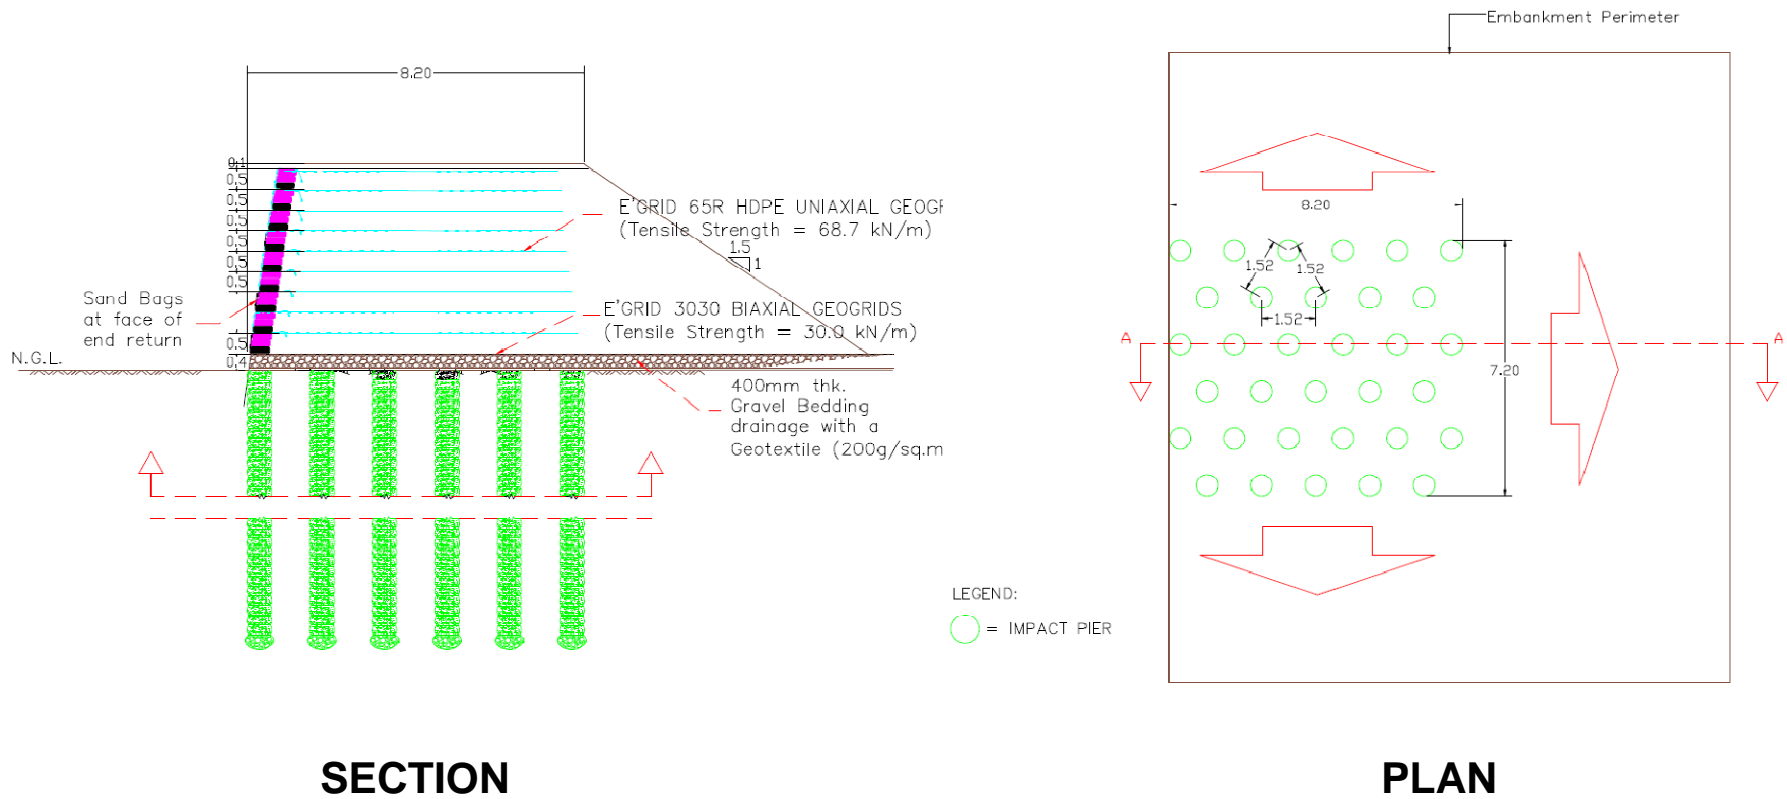 8.20
0.1
0.5
0.5
0.5
0.5
0.5
0.5
0.5
0.4
E'GRID 65R HDPE UNIAXIAL
(Tensile Strength = 68.7 kN/m)
1.5
1
Sand Bags
at face of
end return
E'GRID 3030 BIAXIAL GEOGRIDS
(Tensile Strength = 30.0 kN/m)
N.G.L.
400mm thk.
Gravel Bedding
drainage with a
Geotextile (200g/sq.m
SECTION
Embankment Perimeter
8.20
1.52
1.52
1.52
A
A
7.20
LEGEND:
= IMPACT PIER
PLAN